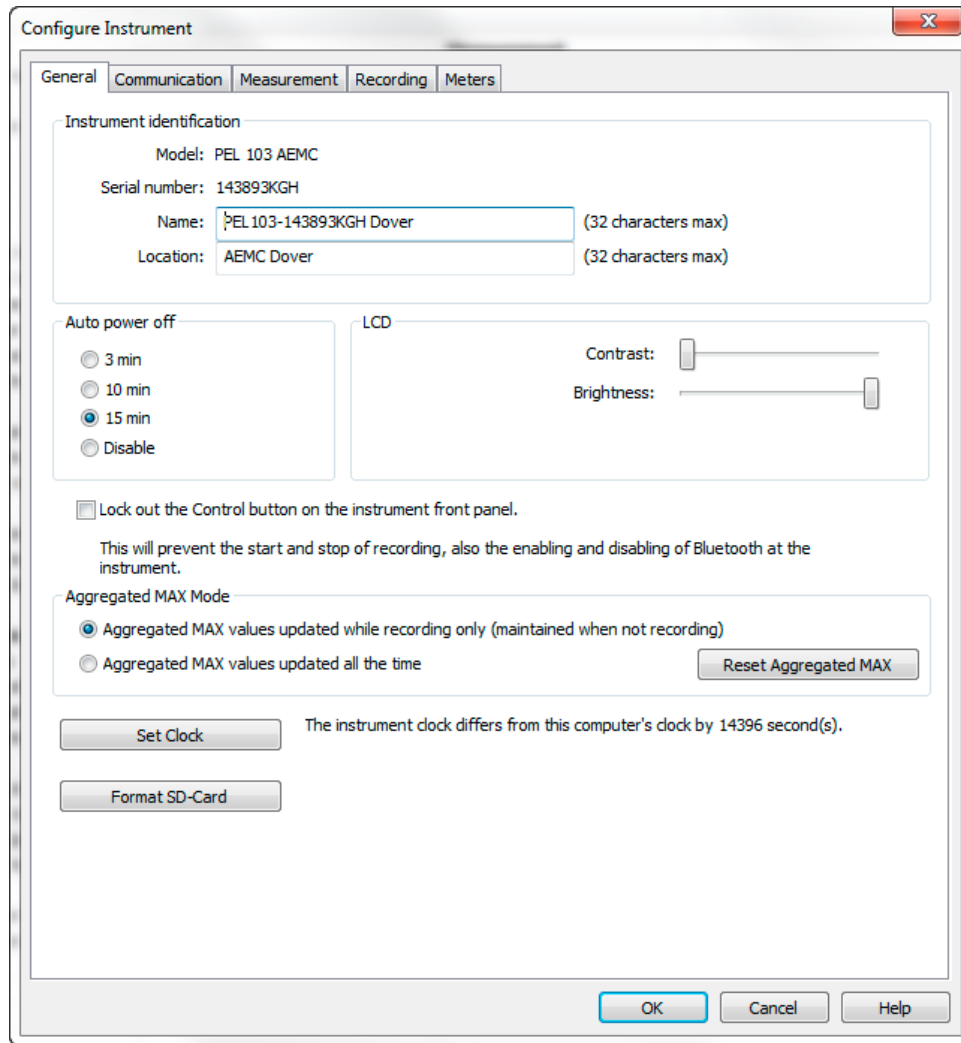 Configure Instrument
General Communication Measurement Recording Meters
Instrument identification
Model: PEL 103 AEMC
Serial number: 143893KGH
Name: PEL103-143893KGH Dover (32 characters max)
Location: AEMC Dover (32 characters max)
Auto power off
3 min
10 min
15 min
Disable
LCD
Contrast:
Brightness:
Lock out the Control button on the instrument front panel.
This will prevent the start and stop of recording, also the enabling and disabling of Bluetooth at the
instrument.
Aggregated MAX Mode
Aggregated MAX values updated while recording only (maintained when not recording)
Aggregated MAX values updated all the time
Reset Aggregated MAX
Set Clock
The instrument clock differs from this computer's clock by 14396 second(s).
Format SD-Card
OK Cancel Help